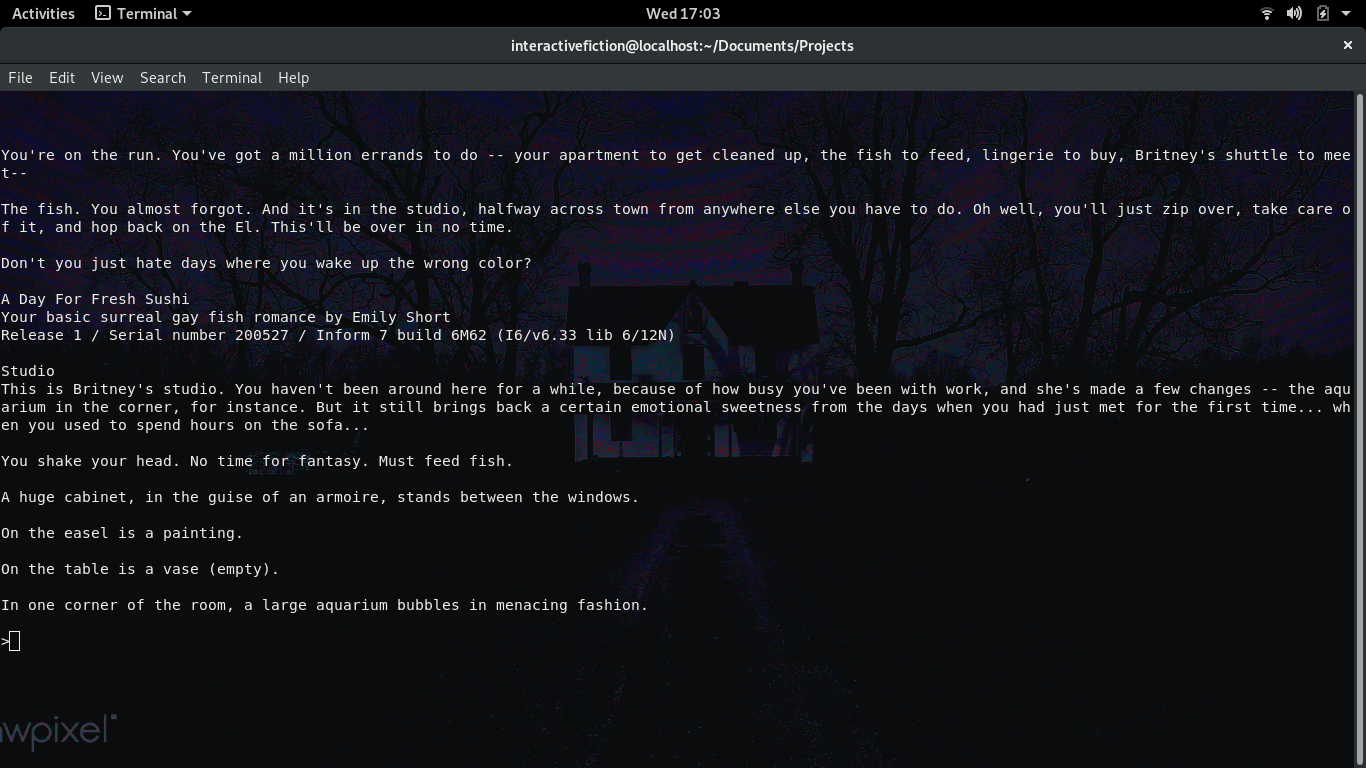 Activities Terminal Wed 17:03
interactivefiction@localhost:~/Documents/Projects ×
File Edit View Search Terminal Help
You're on the run. You've got a million errands to do -- your apartment to get cleaned up, the fish to feed, lingerie to buy, Britney's shuttle to mee
t--
The fish. You almost forgot. And it's in the studio, halfway across town from anywhere else you have to do. Oh well, you'll just zip over, take care o
f it, and hop back on the El. This'll be over in no time.
Don't you just hate days where you wake up the wrong color?
A Day For Fresh Sushi
Your basic surreal gay fish romance by Emily Short
Release 1 / Serial number 200527 / Inform 7 build 6M62 (I6/v6.33 lib 6/12N)
Studio
This is Britney's studio. You haven't been around here for a while, because of how busy you've been with work, and she's made a few changes -- the aqu
arium in the corner, for instance. But it still brings back a certain emotional sweetness from the days when you had just met for the first time... wh
en you used to spend hours on the sofa...
You shake your head. No time for fantasy. Must feed fish.
A huge cabinet, in the guise of an armoire, stands between the windows.
On the easel is a painting.
On the table is a vase (empty).
In one corner of the room, a large aquarium bubbles in menacing fashion.
>
wpixel